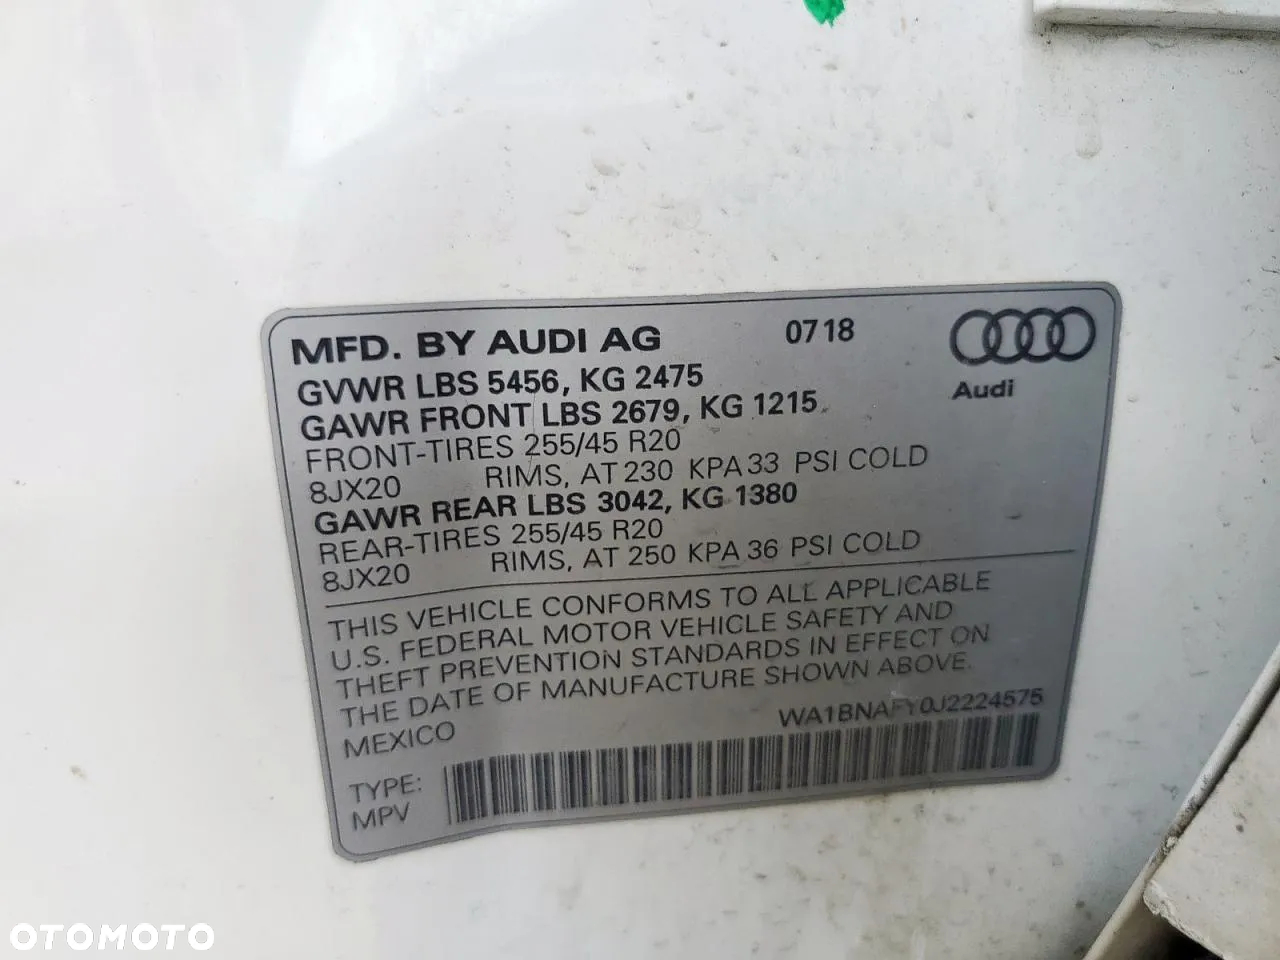 MFD. BY AUDI AG 0718
Audi
GVWR LBS 5456, KG 2475
GAWR FRONT LBS 2679, KG 1215
FRONT-TIRES 255/45 R20
8JX20 RIMS, AT 230 KPA 33 PSI COLD
GAWR REAR LBS 3042, KG 1380
REAR-TIRES 255/45 R20
8JX20 RIMS, AT 250 KPA 36 PSI COLD
THIS VEHICLE CONFORMS TO ALL APPLICABLE
U.S. FEDERAL MOTOR VEHICLE SAFETY AND
THEFT PREVENTION STANDARDS IN EFFECT ON
THE DATE OF MANUFACTURE SHOWN ABOVE.
MEXICO WA1BNAFY0J2224575
TYPE:
MPV
OTOMOTO